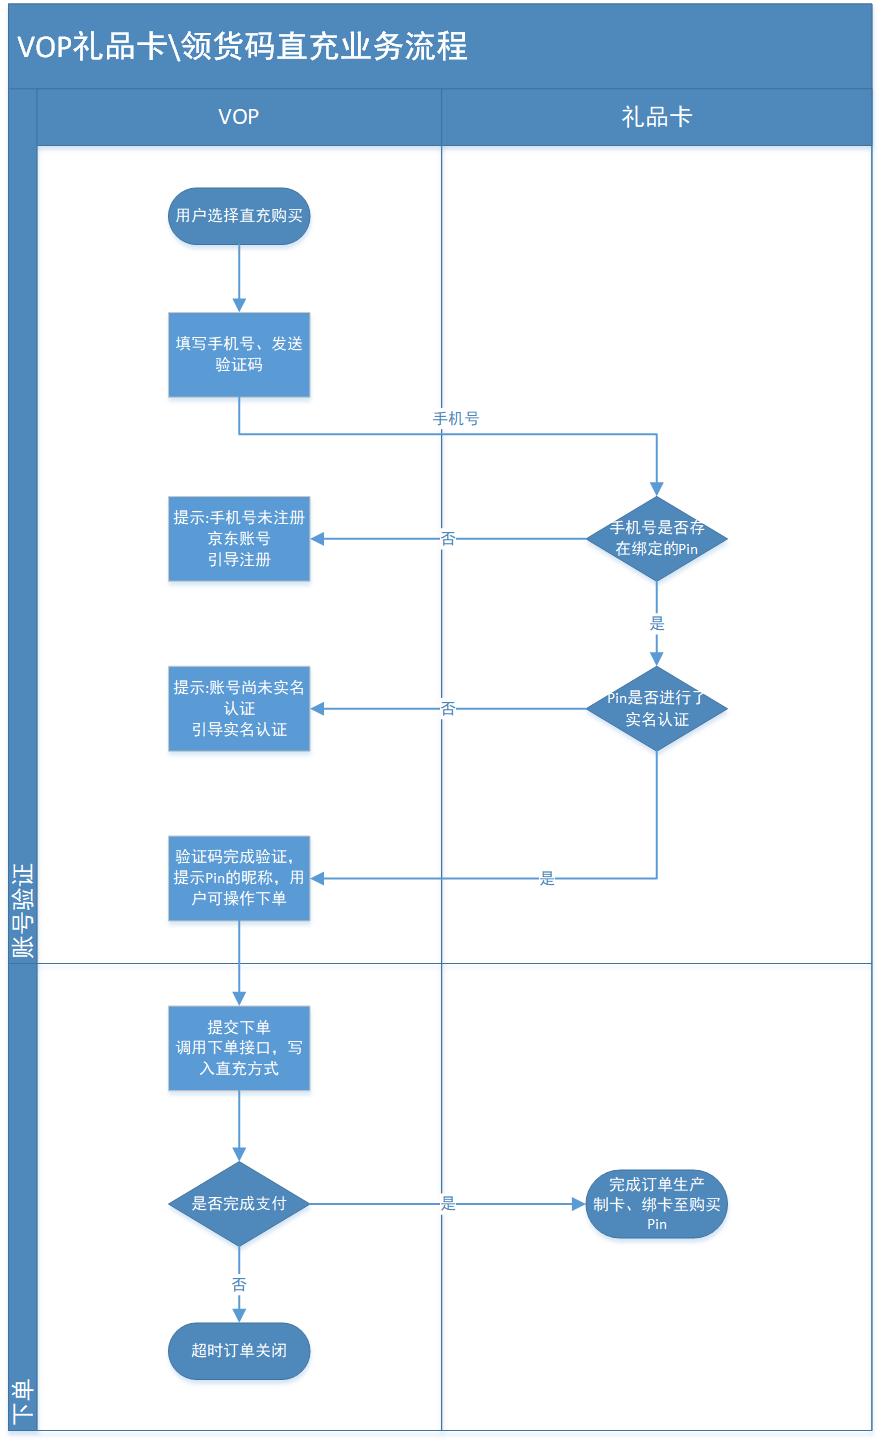 VOP礼品卡\领货码直充业务流程
VOP
礼品卡
账号验证
用户选择直充购买
填写手机号、发送
验证码
手机号
手机号是否存
在绑定的Pin
否
提示:手机号未注册
京东账号
引导注册
是
Pin是否进行了
实名认证
否
提示:账号尚未实名
认证
引导实名认证
是
验证码完成验证，
提示Pin的昵称，用
户可操作下单
下单
提交下单
调用下单接口，写
入直充方式
是否完成支付
是
完成订单生产
制卡、绑卡至购买
Pin
否
超时订单关闭